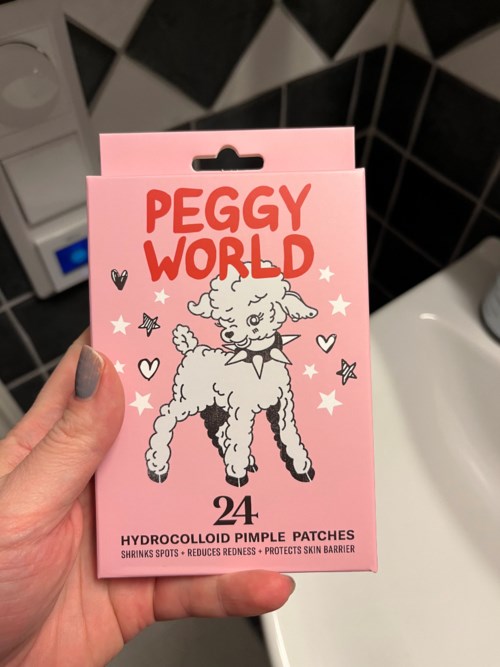 PEGGY
WORLD
24
HYDROCOLLOID PIMPLE PATCHES
SHRINKS SPOTS + REDUCES REDNESS + PROTECTS SKIN BARRIER